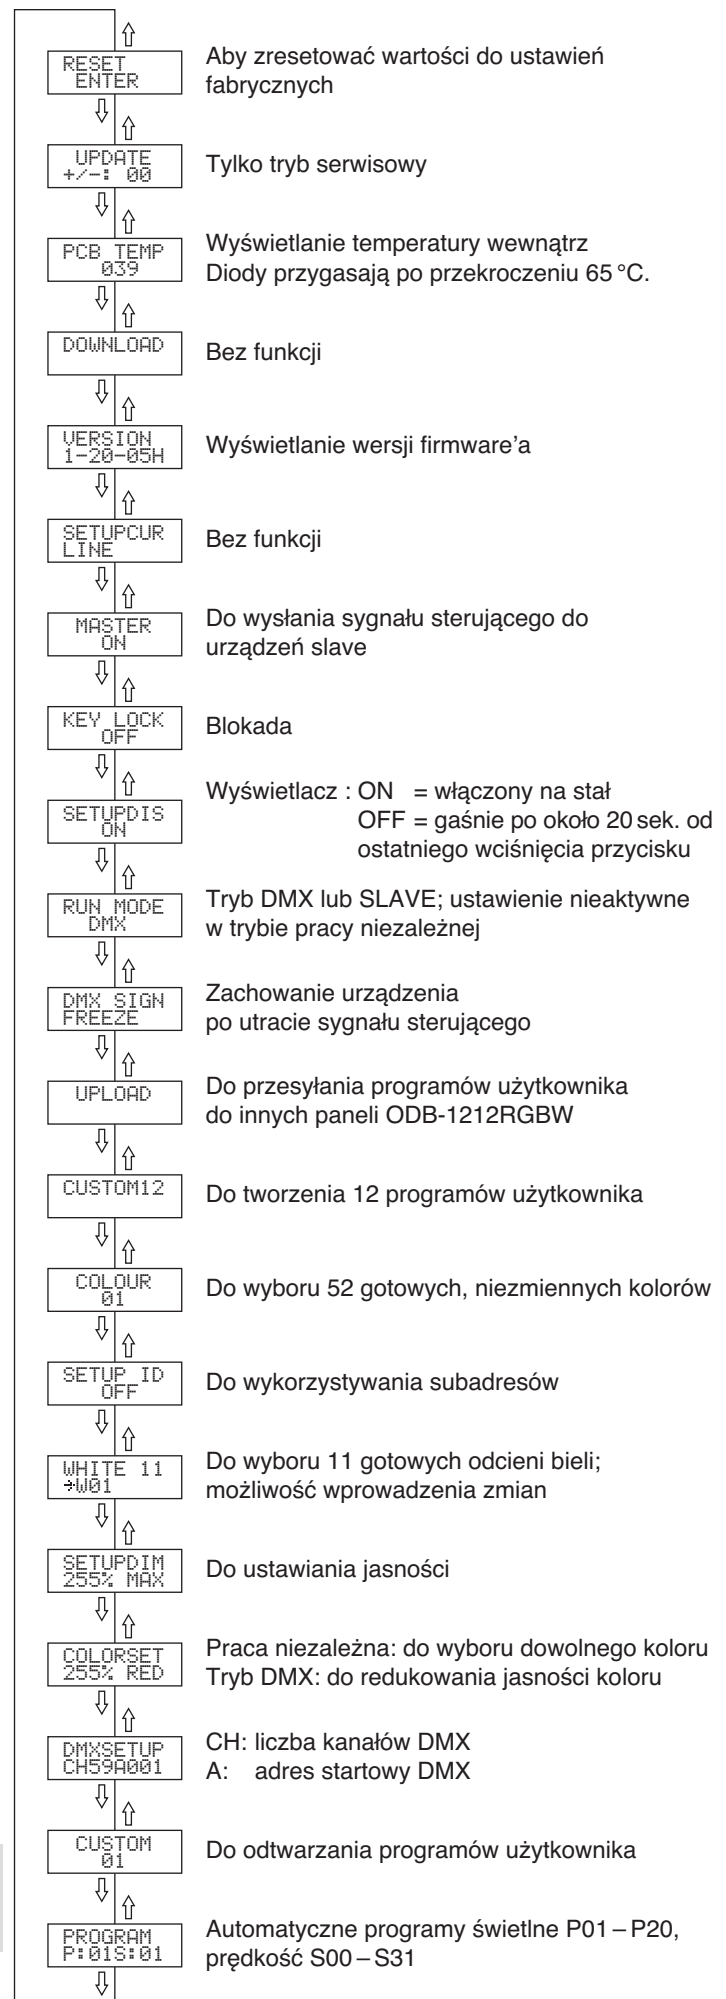 RESET
ENTER
Aby zresetować wartości do ustawień
fabrycznych
UPDATE
+/-: 00
Tylko tryb serwisowy
PCB TEMP
039
Wyświetlanie temperatury wewnątrz
Diody przygasają po przekroczeniu 65 °C.
DOWNLOAD
Bez funkcji
VERSION
1-20-05H
Wyświetlanie wersji firmware’a
SETUPCUR
LINE
Bez funkcji
MASTER
ON
Do wysłania sygnału sterującego do
urządzeń slave
KEY LOCK
OFF
Blokada
SETUPDIS
ON
Wyświetlacz : ON = włączony na stał
OFF = gaśnie po około 20 sek. od
ostatniego wciśnięcia przycisku
RUN MODE
DMX
Tryb DMX lub SLAVE; ustawienie nieaktywne
w trybie pracy niezależnej
DMX SIGN
FREEZE
Zachowanie urządzenia
po utracie sygnału sterującego
UPLOAD
Do przesyłania programów użytkownika
do innych paneli ODB-1212RGBW
CUSTOM12
Do tworzenia 12 programów użytkownika
COLOUR
01
Do wyboru 52 gotowych, niezmiennych kolorów
SETUP ID
OFF
Do wykorzystywania subadresów
WHITE 11
→W01
Do wyboru 11 gotowych odcieni bieli;
możliwość wprowadzenia zmian
SETUPDIM
255% MAX
Do ustawiania jasności
COLORSET
255% RED
Praca niezależna: do wyboru dowolnego koloru
Tryb DMX: do redukowania jasności koloru
DMXSETUP
CH59A001
CH: liczba kanałów DMX
A: adres startowy DMX
CUSTOM
01
Do odtwarzania programów użytkownika
PROGRAM
P:01S:01
Automatyczne programy świetlne P01 – P20,
prędkość S00 – S31